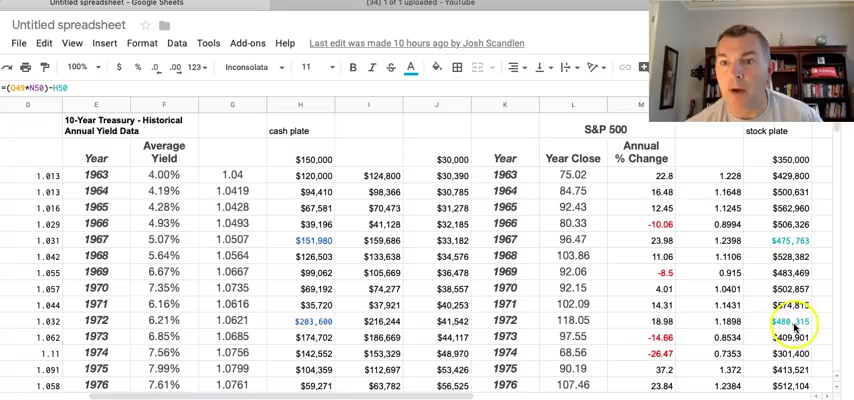 Untitled spreadsheet - Google Sheets
(34) 1 of 1 uploaded - YouTube
Untitled spreadsheet
File Edit View Insert Format Data Tools Add-ons Help Last edit was made 10 hours ago by Josh Scandlen
100% $ % .0 .00 123 Inconsolata 11 B I S A
=(O49*N50)-H50
D E F G H I J K L M
10-Year Treasury - Historical
Annual Yield Data
cash plate
S&P 500
stock plate
Year Average Yield $150,000 $30,000 Year Year Close Annual % Change $350,000
1.013 1963 4.00% 1.04 $120,000 $124,800 $30,390 1963 75.02 22.8 1.228 $429,800
1.013 1964 4.19% 1.0419 $94,410 $98,366 $30,785 1964 84.75 16.48 1.1648 $500,631
1.016 1965 4.28% 1.0428 $67,581 $70,473 $31,278 1965 92.43 12.45 1.1245 $562,960
1.029 1966 4.93% 1.0493 $39,196 $41,128 $32,185 1966 80.33 -10.06 0.8994 $506,326
1.031 1967 5.07% 1.0507 $151,980 $159,686 $33,182 1967 96.47 23.98 1.2398 $475,763
1.042 1968 5.64% 1.0564 $126,503 $133,638 $34,576 1968 103.86 11.06 1.1106 $528,382
1.055 1969 6.67% 1.0667 $99,062 $105,669 $36,478 1969 92.06 -8.5 0.915 $483,469
1.057 1970 7.35% 1.0735 $69,192 $74,277 $38,557 1970 92.15 4.01 1.0401 $502,857
1.044 1971 6.16% 1.0616 $35,720 $37,921 $40,253 1971 102.09 14.31 1.1431 $574,815
1.032 1972 6.21% 1.0621 $203,600 $216,244 $41,542 1972 118.05 18.98 1.1898 $480,315
1.062 1973 6.85% 1.0685 $174,702 $186,669 $44,117 1973 97.55 -14.66 0.8534 $409,901
1.11 1974 7.56% 1.0756 $142,552 $153,329 $48,970 1974 68.56 -26.47 0.7353 $301,400
1.091 1975 7.99% 1.0799 $104,359 $112,697 $53,426 1975 90.19 37.2 1.372 $413,521
1.058 1976 7.61% 1.0761 $59,271 $63,782 $56,525 1976 107.46 23.84 1.2384 $512,104